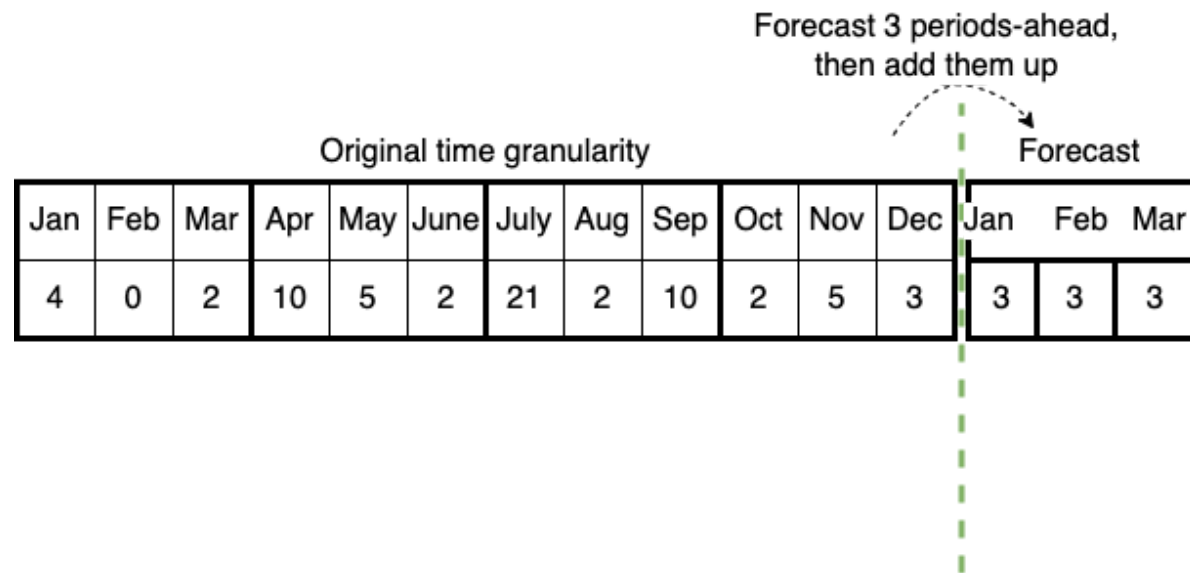 Forecast 3 periods-ahead,
then add them up
Original time granularity
Forecast
Jan Feb Mar Apr May June July Aug Sep Oct Nov Dec Jan Feb Mar
4 0 2 10 5 2 21 2 10 2 5 3 3 3 3